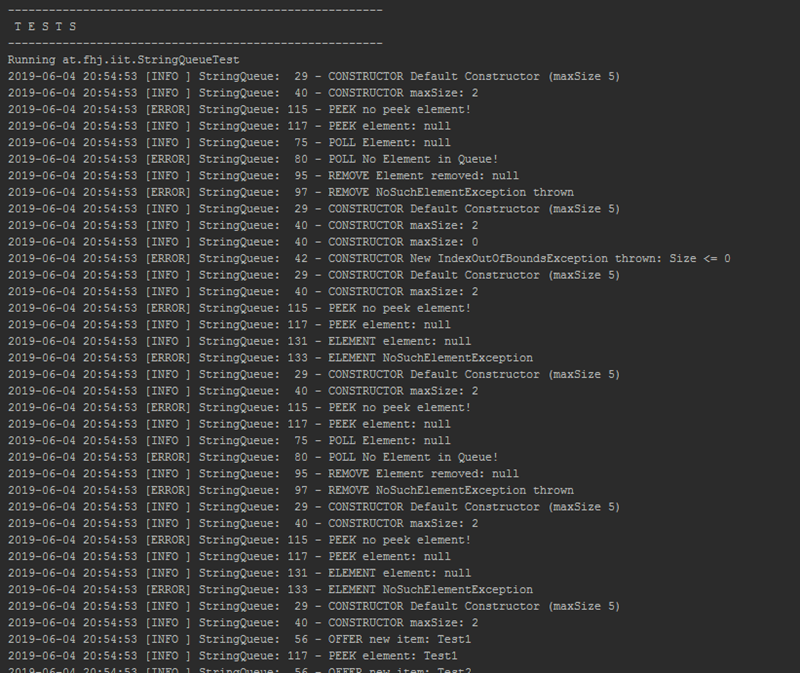 ---------------------------------------------------------
T E S T S
---------------------------------------------------------
Running at.fhj.iit.StringQueueTest
2019-06-04 20:54:53 [INFO ] StringQueue:  29 - CONSTRUCTOR Default Constructor (maxSize 5)
2019-06-04 20:54:53 [INFO ] StringQueue:  40 - CONSTRUCTOR maxSize: 2
2019-06-04 20:54:53 [ERROR] StringQueue: 115 - PEEK no peek element!
2019-06-04 20:54:53 [INFO ] StringQueue: 117 - PEEK element: null
2019-06-04 20:54:53 [INFO ] StringQueue:  75 - POLL Element: null
2019-06-04 20:54:53 [ERROR] StringQueue:  80 - POLL No Element in Queue!
2019-06-04 20:54:53 [INFO ] StringQueue:  95 - REMOVE Element removed: null
2019-06-04 20:54:53 [ERROR] StringQueue:  97 - REMOVE NoSuchElementException thrown
2019-06-04 20:54:53 [INFO ] StringQueue:  29 - CONSTRUCTOR Default Constructor (maxSize 5)
2019-06-04 20:54:53 [INFO ] StringQueue:  40 - CONSTRUCTOR maxSize: 2
2019-06-04 20:54:53 [INFO ] StringQueue:  40 - CONSTRUCTOR maxSize: 0
2019-06-04 20:54:53 [ERROR] StringQueue:  42 - CONSTRUCTOR New IndexOutOfBoundsException thrown: Size <= 0
2019-06-04 20:54:53 [INFO ] StringQueue:  29 - CONSTRUCTOR Default Constructor (maxSize 5)
2019-06-04 20:54:53 [INFO ] StringQueue:  40 - CONSTRUCTOR maxSize: 2
2019-06-04 20:54:53 [ERROR] StringQueue: 115 - PEEK no peek element!
2019-06-04 20:54:53 [INFO ] StringQueue: 117 - PEEK element: null
2019-06-04 20:54:53 [INFO ] StringQueue: 131 - ELEMENT element: null
2019-06-04 20:54:53 [ERROR] StringQueue: 133 - ELEMENT NoSuchElementException
2019-06-04 20:54:53 [INFO ] StringQueue:  29 - CONSTRUCTOR Default Constructor (maxSize 5)
2019-06-04 20:54:53 [INFO ] StringQueue:  40 - CONSTRUCTOR maxSize: 2
2019-06-04 20:54:53 [ERROR] StringQueue: 115 - PEEK no peek element!
2019-06-04 20:54:53 [INFO ] StringQueue: 117 - PEEK element: null
2019-06-04 20:54:53 [INFO ] StringQueue:  75 - POLL Element: null
2019-06-04 20:54:53 [ERROR] StringQueue:  80 - POLL No Element in Queue!
2019-06-04 20:54:53 [INFO ] StringQueue:  95 - REMOVE Element removed: null
2019-06-04 20:54:53 [ERROR] StringQueue:  97 - REMOVE NoSuchElementException thrown
2019-06-04 20:54:53 [INFO ] StringQueue:  29 - CONSTRUCTOR Default Constructor (maxSize 5)
2019-06-04 20:54:53 [INFO ] StringQueue:  40 - CONSTRUCTOR maxSize: 2
2019-06-04 20:54:53 [ERROR] StringQueue: 115 - PEEK no peek element!
2019-06-04 20:54:53 [INFO ] StringQueue: 117 - PEEK element: null
2019-06-04 20:54:53 [INFO ] StringQueue: 131 - ELEMENT element: null
2019-06-04 20:54:53 [ERROR] StringQueue: 133 - ELEMENT NoSuchElementException
2019-06-04 20:54:53 [INFO ] StringQueue:  29 - CONSTRUCTOR Default Constructor (maxSize 5)
2019-06-04 20:54:53 [INFO ] StringQueue:  40 - CONSTRUCTOR maxSize: 2
2019-06-04 20:54:53 [INFO ] StringQueue:  56 - OFFER new item: Test1
2019-06-04 20:54:53 [INFO ] StringQueue: 117 - PEEK element: Test1
2019-06-04 20:54:53 [INFO ] StringQueue:  56 - OFFER new item: Test2